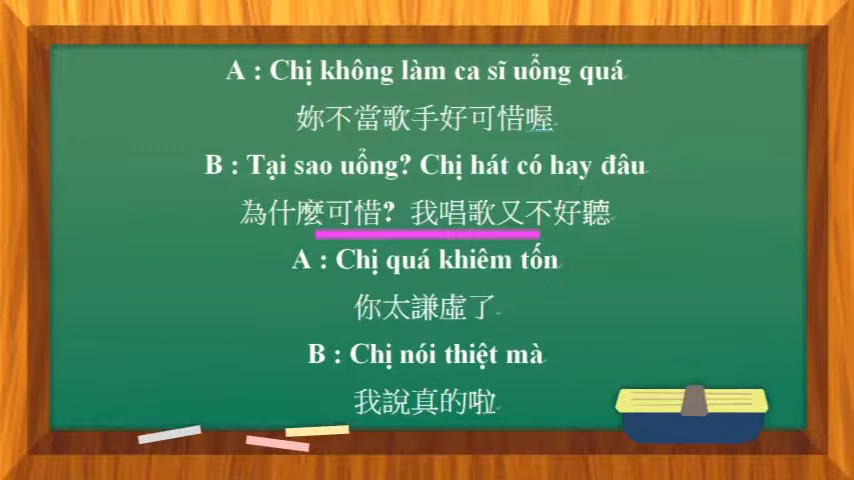 A : Chị không làm ca sĩ uổng quá
妳不當歌手好可惜喔
B : Tại sao uổng? Chị hát có hay đâu
為什麼可惜? 我唱歌又不好聽
A : Chị quá khiêm tốn
你太謙虛了
B : Chị nói thiệt mà
我說真的啦